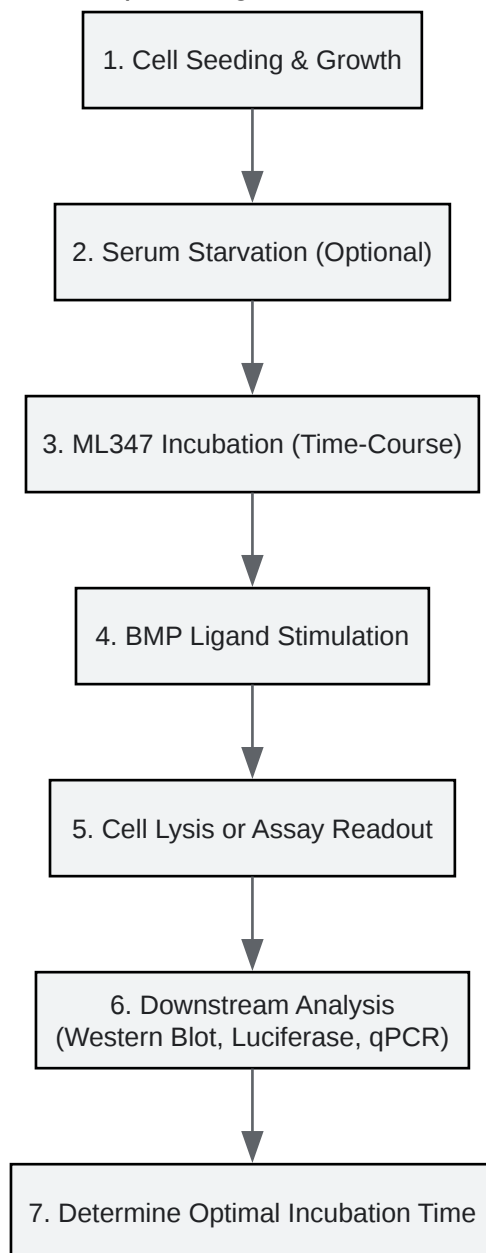 1. Cell Seeding & Growth
2. Serum Starvation (Optional)
3. ML347 Incubation (Time-Course)
4. BMP Ligand Stimulation
5. Cell Lysis or Assay Readout
6. Downstream Analysis
(Western Blot, Luciferase, qPCR)
7. Determine Optimal Incubation Time